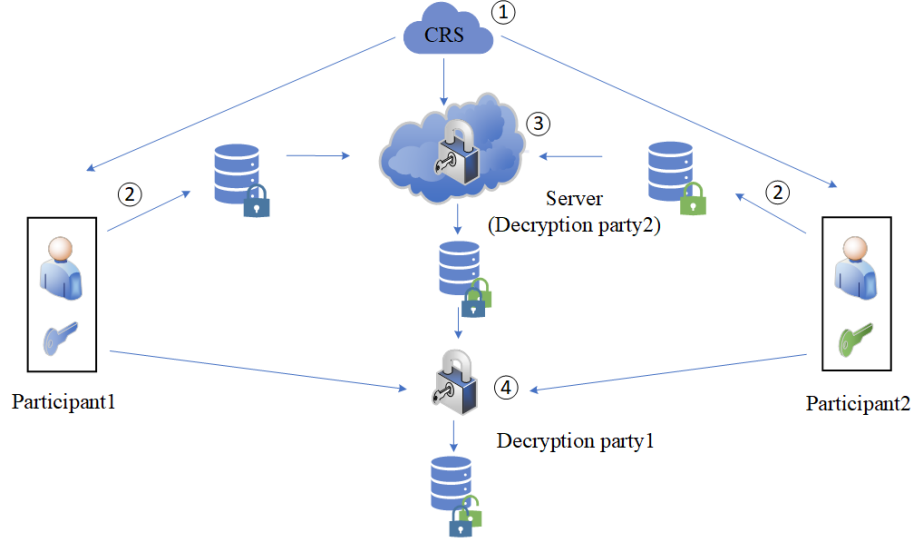 ①
CRS
③
②
②
Server
(Decryption party2)
④
Participant1
Participant2
Decryption party1